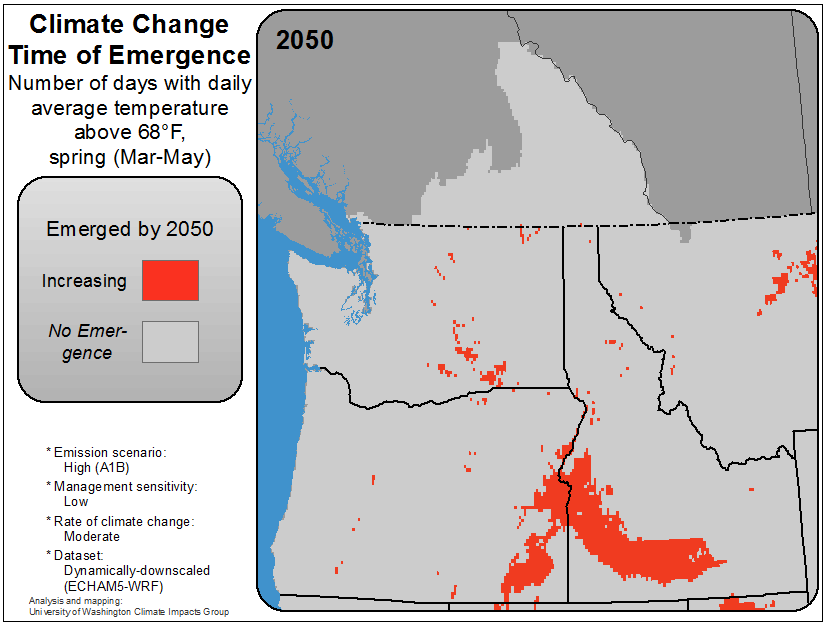 Climate Change
Time of Emergence
Number of days with daily
average temperature
above 68°F,
spring (Mar-May)
2050
Emerged by 2050
Increasing
No Emer-
gence
* Emission scenario:
High (A1B)
* Management sensitivity:
Low
* Rate of climate change:
Moderate
* Dataset:
Dynamically-downscaled
(ECHAM5-WRF)
Analysis and mapping:
University of Washington Climate Impacts Group